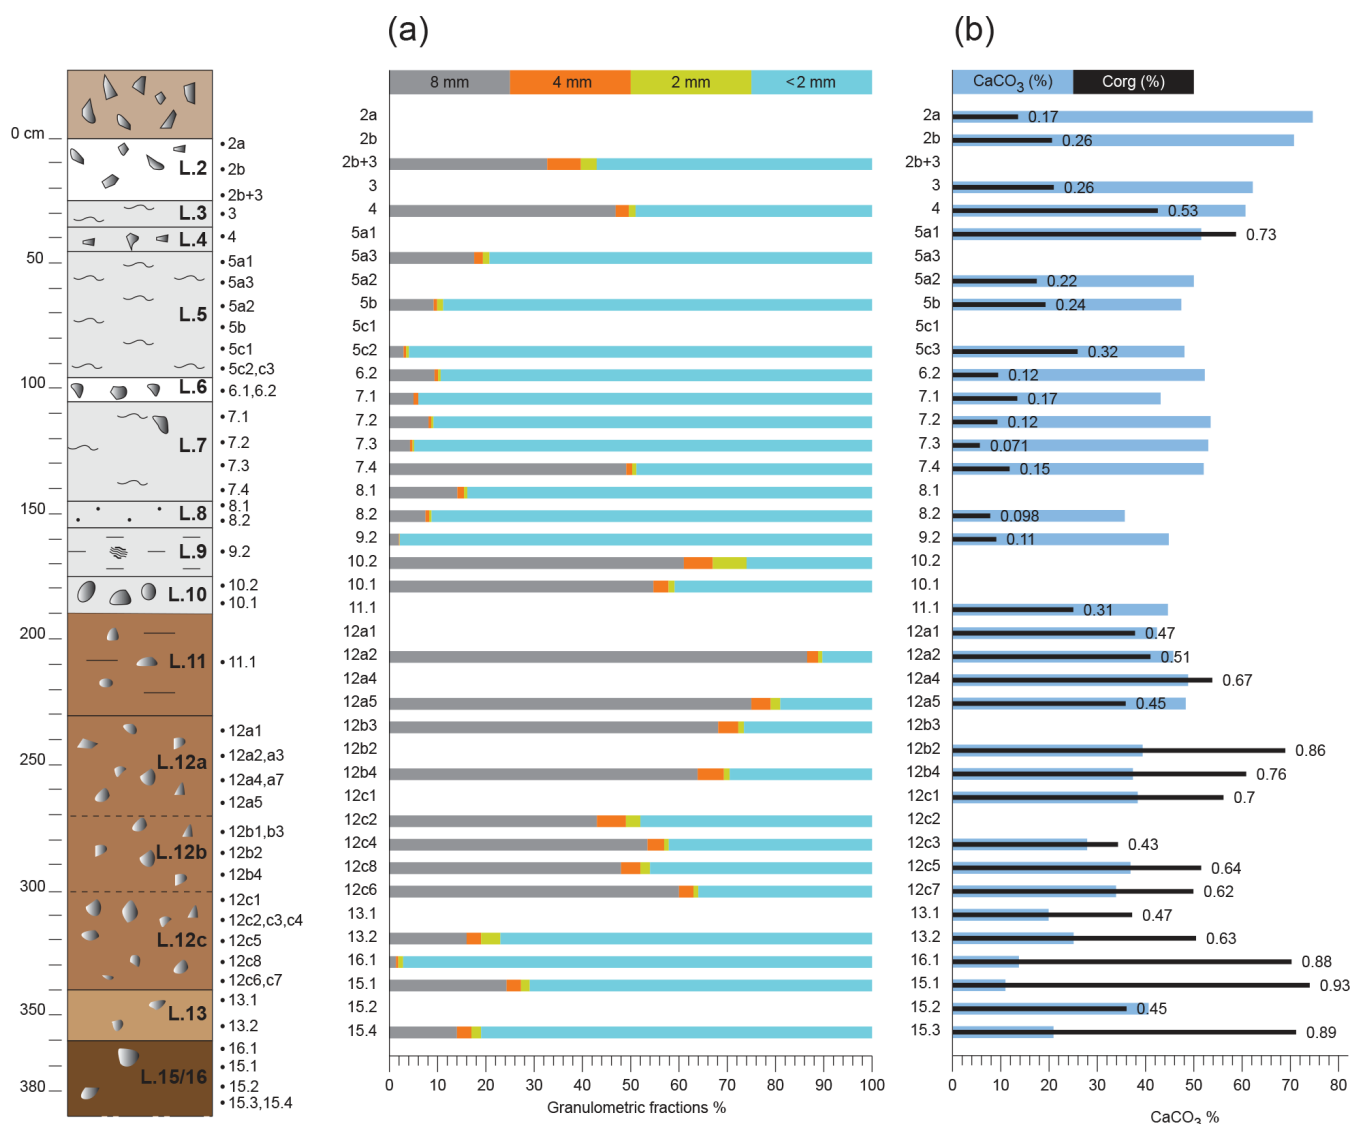 (a)
(b)
8 mm 4 mm 2 mm <2 mm
CaCO3 (%) Corg (%)
0 cm
50
100
150
200
250
300
350
380
L.2
L.3
L.4
L.5
L.6
L.7
L.8
L.9
L.10
L.11
L.12a
L.12b
L.12c
L.13
L.15/16
•2a
•2b
•2b+3
•3
•4
•5a1
•5a3
•5a2
•5b
•5c1
•5c2,c3
•6.1,6.2
•7.1
•7.2
•7.3
•7.4
•8.1
•8.2
•9.2
•10.2
•10.1
•11.1
•12a1
•12a2,a3
•12a4,a7
•12a5
•12b1,b3
•12b2
•12b4
•12c1
•12c2,c3,c4
•12c5
•12c8
•12c6,c7
•13.1
•13.2
•16.1
•15.1
•15.2
•15.3,15.4
2a
2b
2b+3
3
4
5a1
5a3
5a2
5b
5c1
5c2
6.2
7.1
7.2
7.3
7.4
8.1
8.2
9.2
10.2
10.1
11.1
12a1
12a2
12a4
12a5
12b3
12b2
12b4
12c1
12c2
12c4
12c8
12c6
13.1
13.2
16.1
15.1
15.2
15.4
0 10 20 30 40 50 60 70 80 90 100
Granulometric fractions %
2a 0.17
2b 0.26
2b+3
3 0.26
4 0.53
5a1 0.73
5a3
5a2 0.22
5b 0.24
5c1
5c3 0.32
6.2 0.12
7.1 0.17
7.2 0.12
7.3 0.071
7.4 0.15
8.1
8.2 0.098
9.2 0.11
10.2
10.1
11.1 0.31
12a1 0.47
12a2 0.51
12a4 0.67
12a5 0.45
12b3
12b2 0.86
12b4 0.76
12c1 0.7
12c2
12c3 0.43
12c5 0.64
12c7 0.62
13.1 0.47
13.2 0.63
16.1 0.88
15.1 0.93
15.2 0.45
15.3 0.89
0 10 20 30 40 50 60 70 80
CaCO3 %